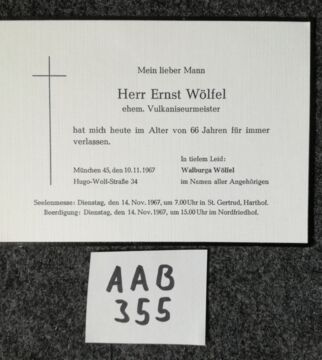 Mein lieber Mann
Herr Ernst Wölfel
ehem. Vulkaniseurmeister
hat mich heute im Alter von 66 Jahren für immer
verlassen.
In tiefem Leid:
München 45, den 10.11.1967
Walburga Wölfel
Hugo-Wolf-Straße 34
im Namen aller Angehörigen
Seelenmesse: Dienstag, den 14. Nov. 1967, um 7.00 Uhr in St. Gertrud, Harthof.
Beerdigung: Dienstag, den 14. Nov. 1967, um 15.00 Uhr im Nordfriedhof.
AAB
355